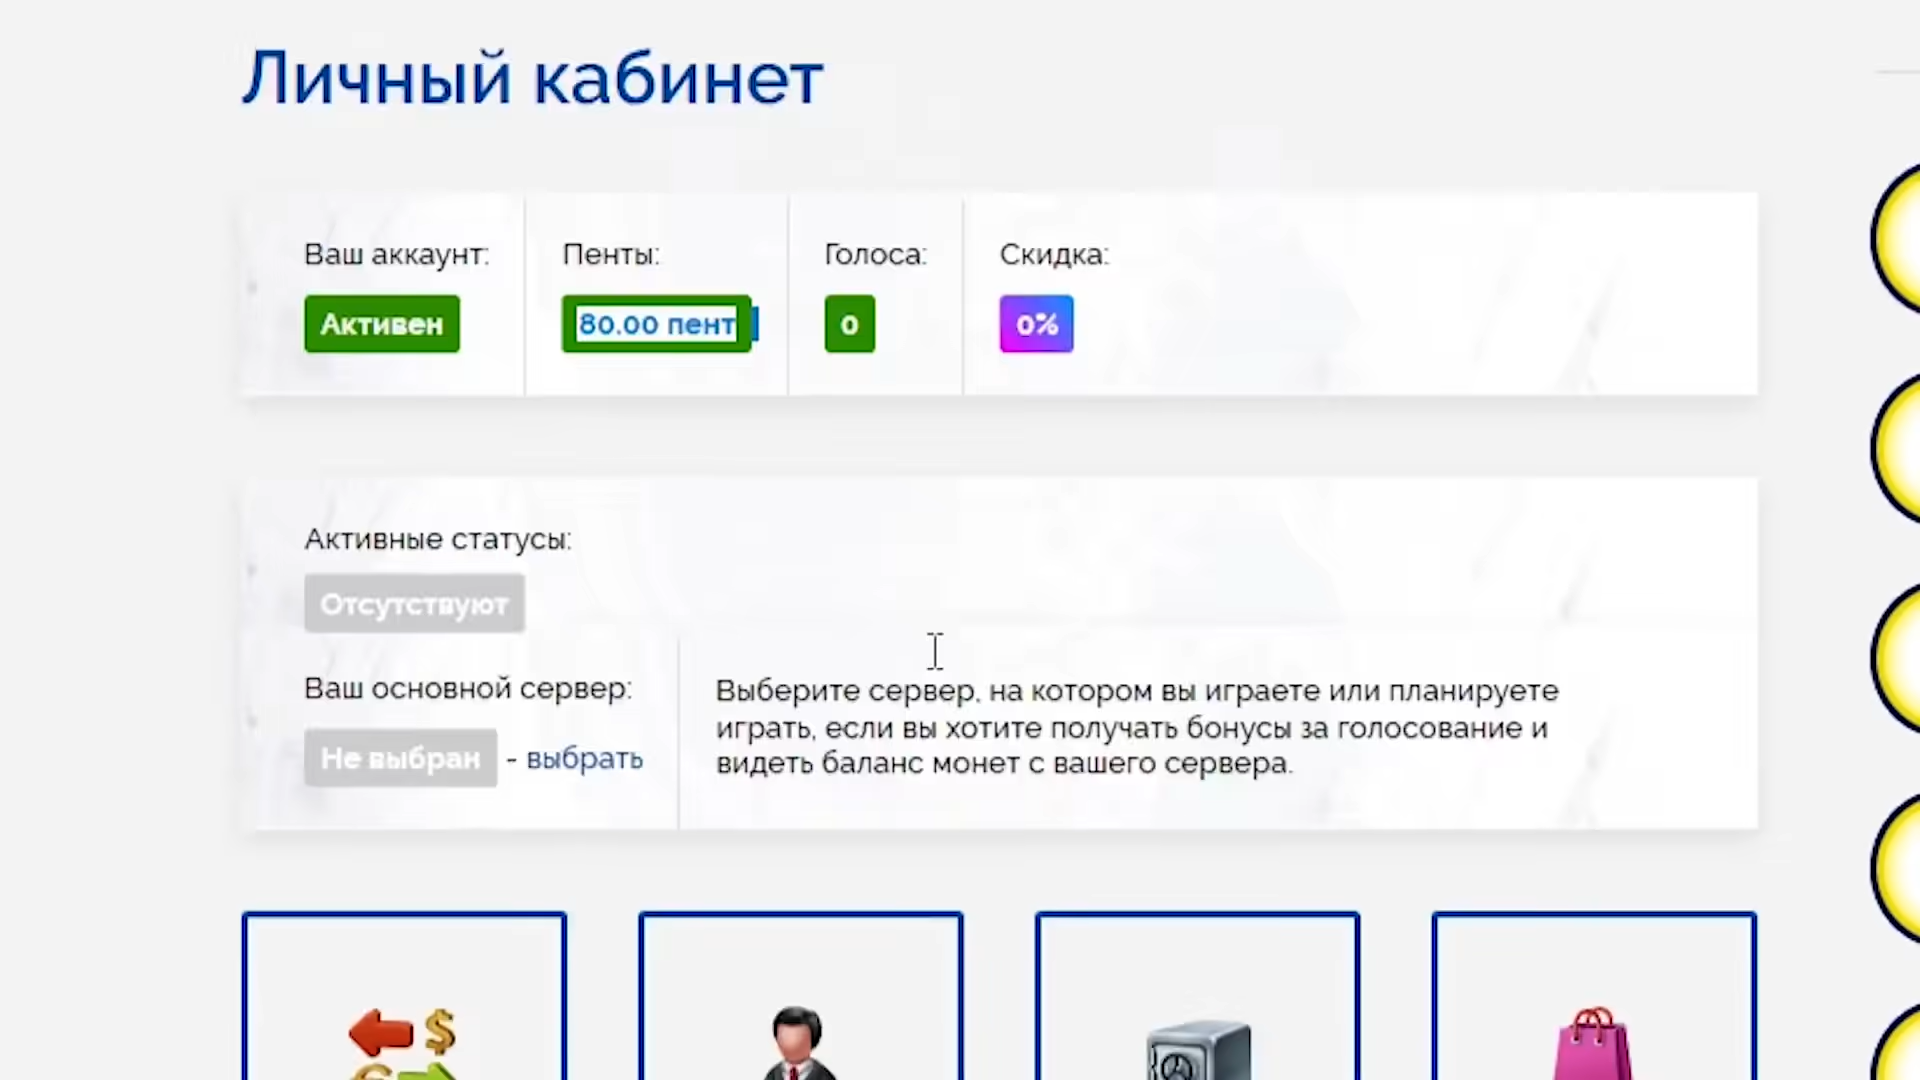 Личный кабинет
Ваш аккаунт:
Активен
Пенты:
80.00 пент
Голоса:
0
Скидка:
0%
Активные статусы:
Отсутствуют
Ваш основной сервер:
Не выбран - выбрать
Выберите сервер, на котором вы играете или планируете
играть, если вы хотите получать бонусы за голосование и
видеть баланс монет с вашего сервера.